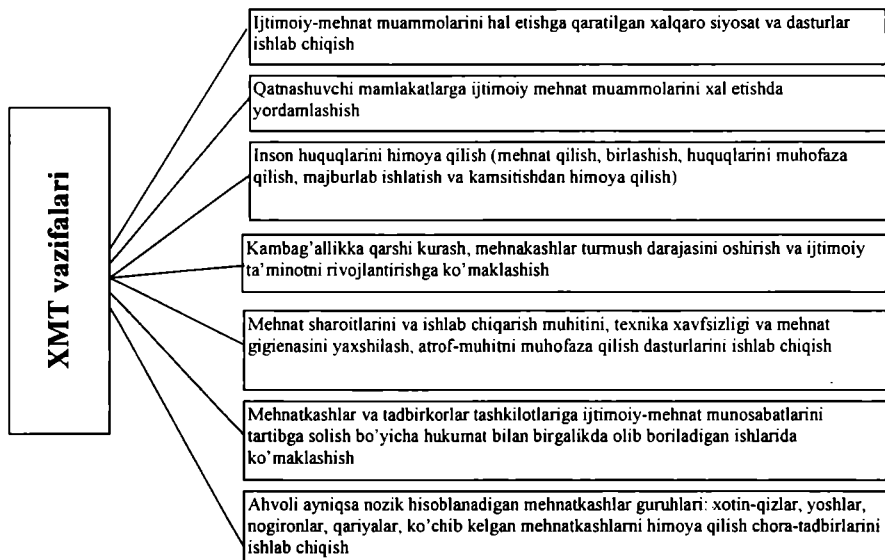 XMT vazifalari
Ijtimoiy-mehnat muammolarini hal etishga qaratilgan xalqaro siyosat va dasturlar
ishlab chiqish
Qatnashuvchi mamlakatlarga ijtimoiy mehnat muammolarini xal etishda
yordamlashish
Inson huquqlarini himoya qilish (mehnat qilish, birlashish, huquqlarini muhofaza
qilish, majburlab ishlatish va kamsitishdan himoya qilish)
Kambag'allikka qarshi kurash, mehnakashlar turmush darajasini oshirish va ijtimoiy
ta'minotni rivojlantirishga ko'maklashish
Mehnat sharoitlarini va ishlab chiqarish muhitini, texnika xavfsizligi va mehnat
gigienasini yaxshilash, atrof-muhitni muhofaza qilish dasturlarini ishlab chiqish
Mehnatkashlar va tadbirkorlar tashkilotlariga ijtimoiy-mehnat munosabatlarini
tartibga solish bo'yicha hukumat bilan birgalikda olib boriladigan ishlarida
ko'maklashish
Ahvoli ayniqsa nozik hisoblanadigan mehnatkashlar guruhlari: xotin-qizlar, yoshlar,
nogironlar, qariyalar, ko'chib kelgan mehnatkashlarni himoya qilish chora-tadbirlarini
ishlab chiqish